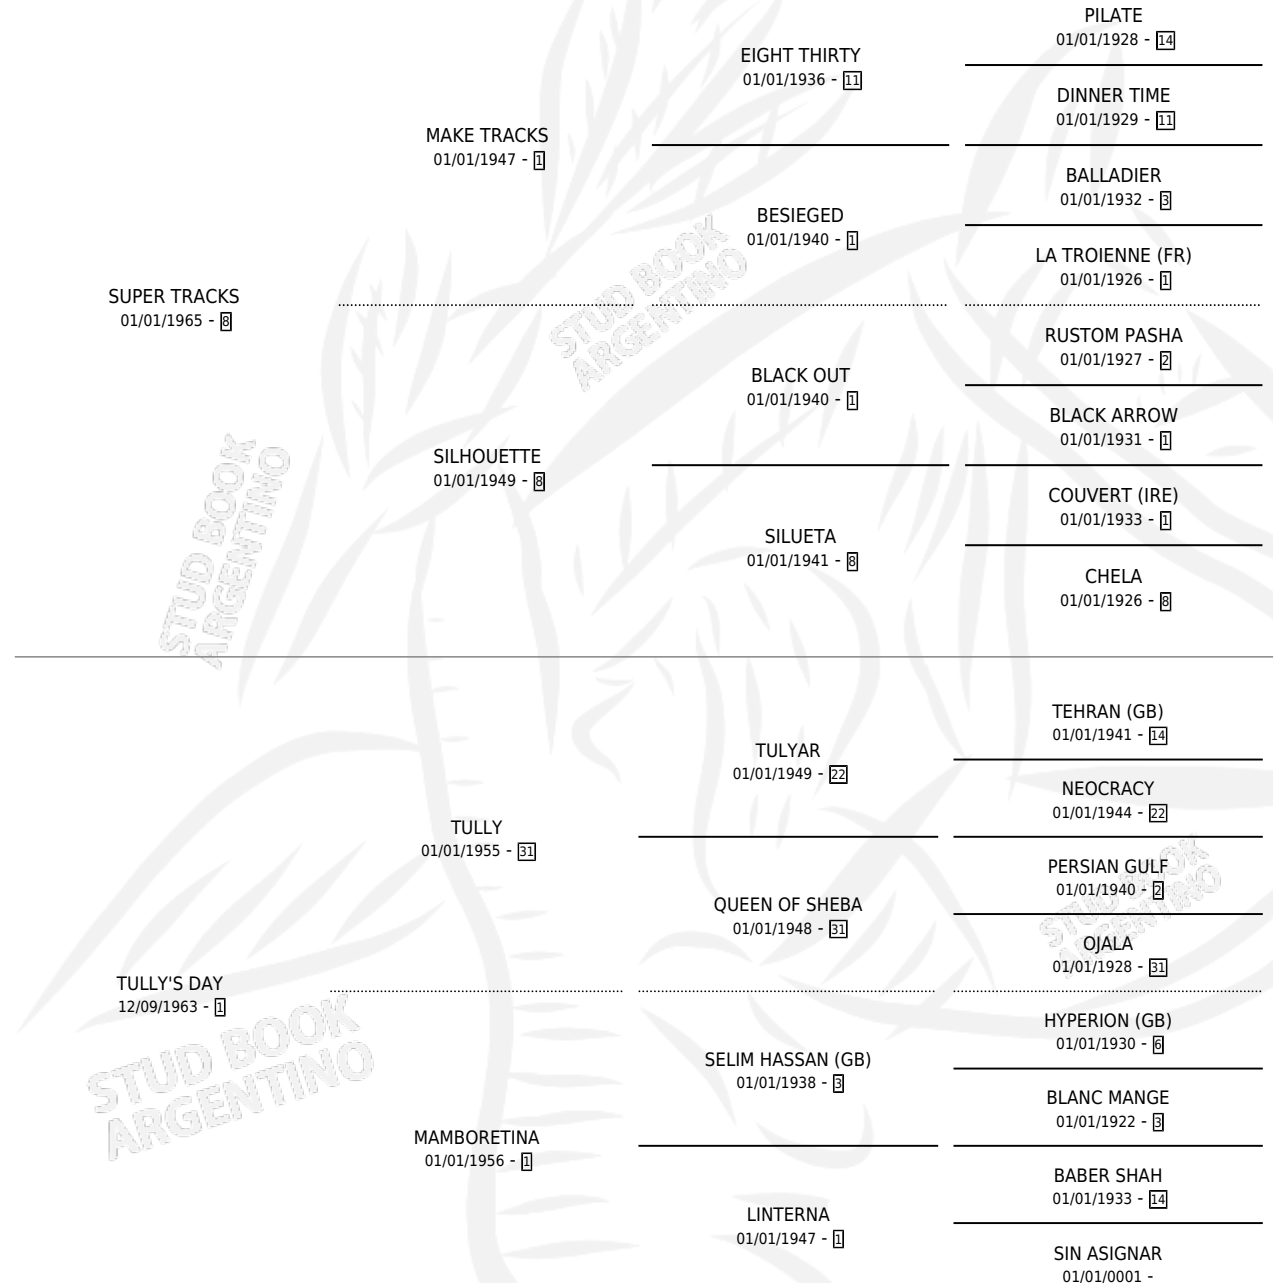 PILATE
01/01/1928 - 14
EIGHT THIRTY
01/01/1936 - 11
DINNER TIME
01/01/1929 - 11
MAKE TRACKS
01/01/1947 - 1
BALLADIER
01/01/1932 - 3
BESIEGED
01/01/1940 - 1
LA TROIENNE (FR)
01/01/1926 - 1
SUPER TRACKS
01/01/1965 - 8
STUD BOOK
ARGENTINO
RUSTOM PASHA
01/01/1927 - 2
BLACK OUT
01/01/1940 - 1
BLACK ARROW
01/01/1931 - 1
SILHOUETTE
01/01/1949 - 8
COUVERT (IRE)
01/01/1933 - 1
SILUETA
01/01/1941 - 8
CHELA
01/01/1926 - 8
STUD BOOK
ARGENTINO
TEHRAN (GB)
01/01/1941 - 14
TULYAR
01/01/1949 - 22
NEOCRACY
01/01/1944 - 22
TULLY
01/01/1955 - 31
PERSIAN GULF
01/01/1940 - 2
QUEEN OF SHEBA
01/01/1948 - 31
STUD BOOK
ARGENTINO
OJALA
01/01/1928 - 31
TULLY'S DAY
12/09/1963 - 1
HYPERION (GB)
01/01/1930 - 6
SELIM HASSAN (GB)
01/01/1938 - 3
STUD BOOK
ARGENTINO
BLANC MANGE
01/01/1922 - 3
MAMBORETINA
01/01/1956 - 1
BABER SHAH
01/01/1933 - 14
LINTERNA
01/01/1947 - 1
SIN ASIGNAR
01/01/0001 -